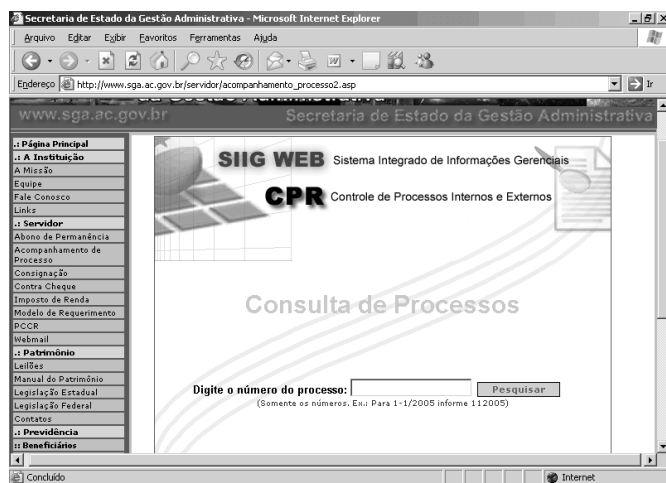 Secretaria de Estado da Gestão Administrativa - Microsoft Internet Explorer
Arquivo Editar Exibir Favoritos Ferramentas Ajuda
Endereço http://www.sga.ac.gov.br/servidor/acompanhamento_processo2.asp Ir
da Gestão Administrativa
www.sga.ac.gov.br Secretaria de Estado da Gestão Administrativa
.: Página Principal
.: A Instituição
A Missão
Equipe
Fale Conosco
Links
.: Servidor
Abono de Permanência
Acompanhamento de
Processo
Consignação
Contra Cheque
Imposto de Renda
Modelo de Requerimento
PCCR
Webmail
.: Patrimônio
Leilões
Manual do Patrimônio
Legislação Estadual
Legislação Federal
Contatos
.: Previdência
:: Beneficiários
SIIG WEB Sistema Integrado de Informações Gerenciais
CPR Controle de Processos Internos e Externos
Consulta de Processos
Digite o número do processo: Pesquisar
(Somente os números. Ex.: Para 1-1/2005 informe 112005)
Concluído Internet